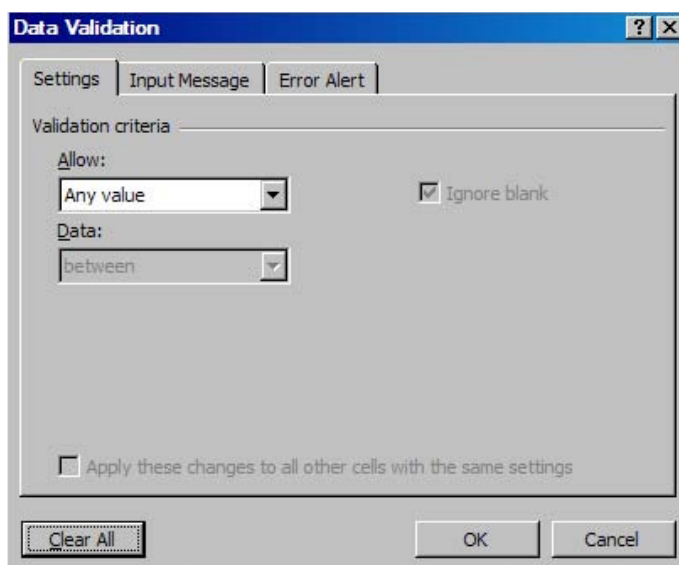 Data Validation
Settings Input Message Error Alert
Validation criteria
Allow:
Any value Ignore blank
Data:
between
Apply these changes to all other cells with the same settings
Clear All OK Cancel